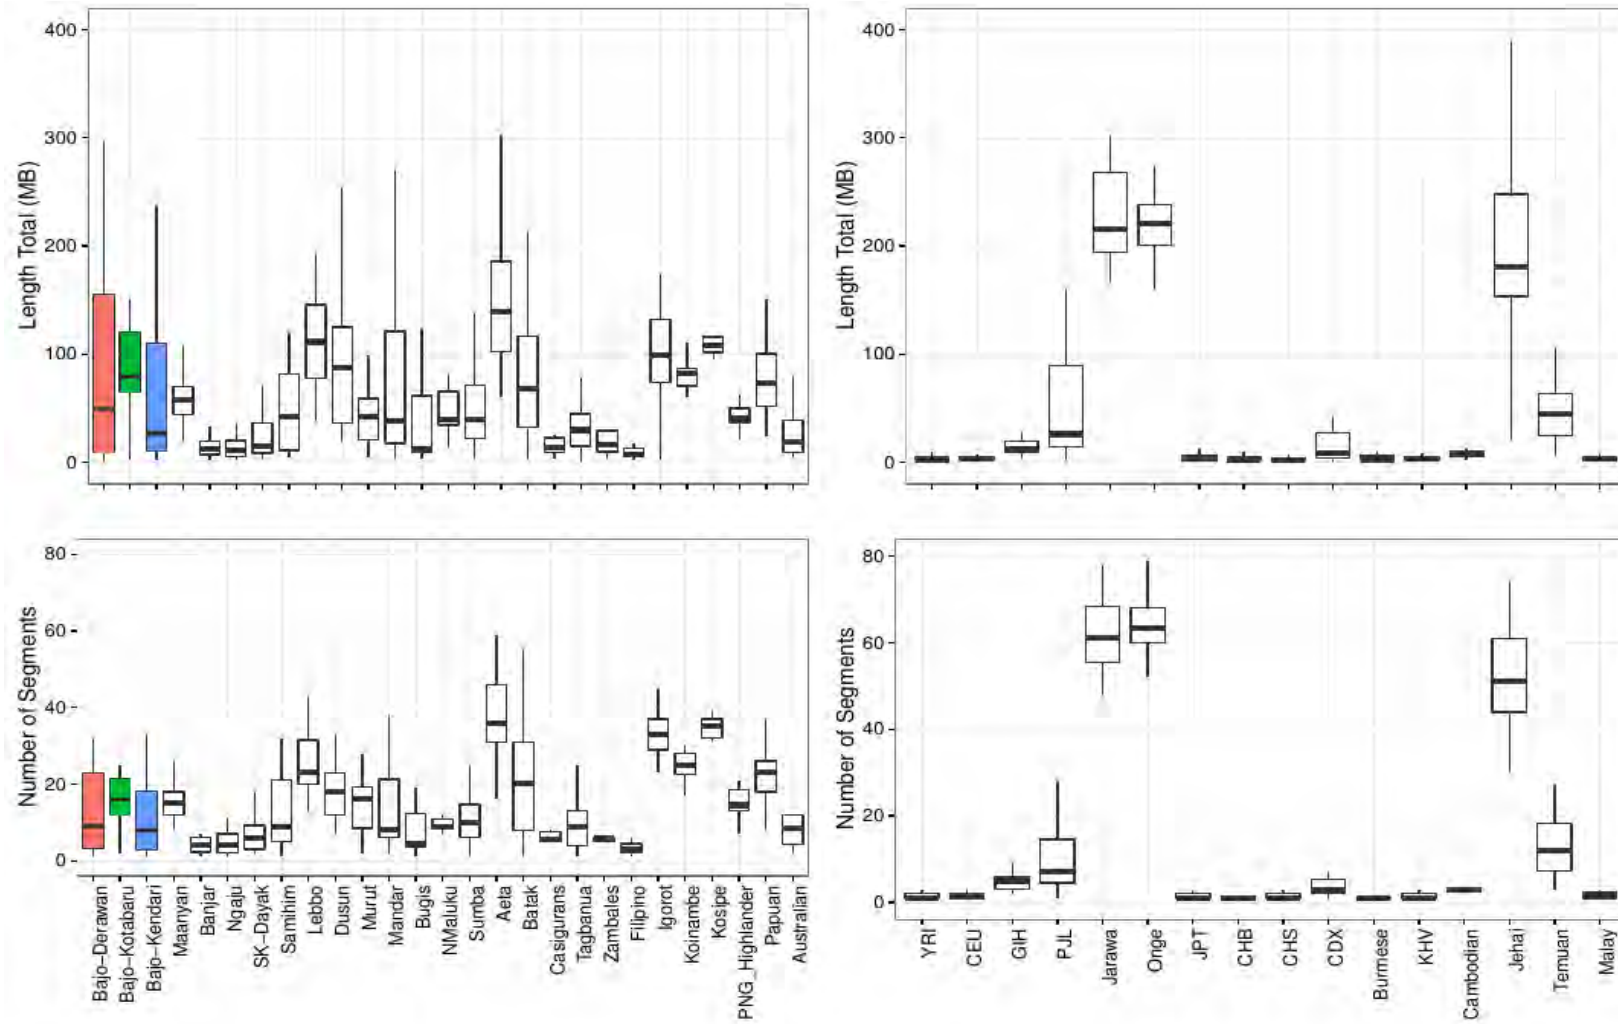 400
300
200
100
0
Length Total (MB)
400
300
200
100
0
Length Total (MB)
80
60
40
20
0
Number of Segments
Bajo-Derawan
Bajo-Kotabaru
Bajo-Kendari
Maanyan
Banjar
Ngaju
SK-Dayak
Samihim
Lebbo
Dusun
Murut
Mandar
Bugis
NMaluku
Sumba
Aeta
Batak
Casigurans
Tagbanua
Zambales
Filipino
Igorot
Koinambe
Kosipe
PNG_Highlander
Papuan
Australian
80
60
40
20
0
Number of Segments
YRI
CEU
GIH
PJL
Jarawa
Onge
JPT
CHB
CHS
CDX
Burmese
KHV
Cambodian
Jehai
Temuan
Malay